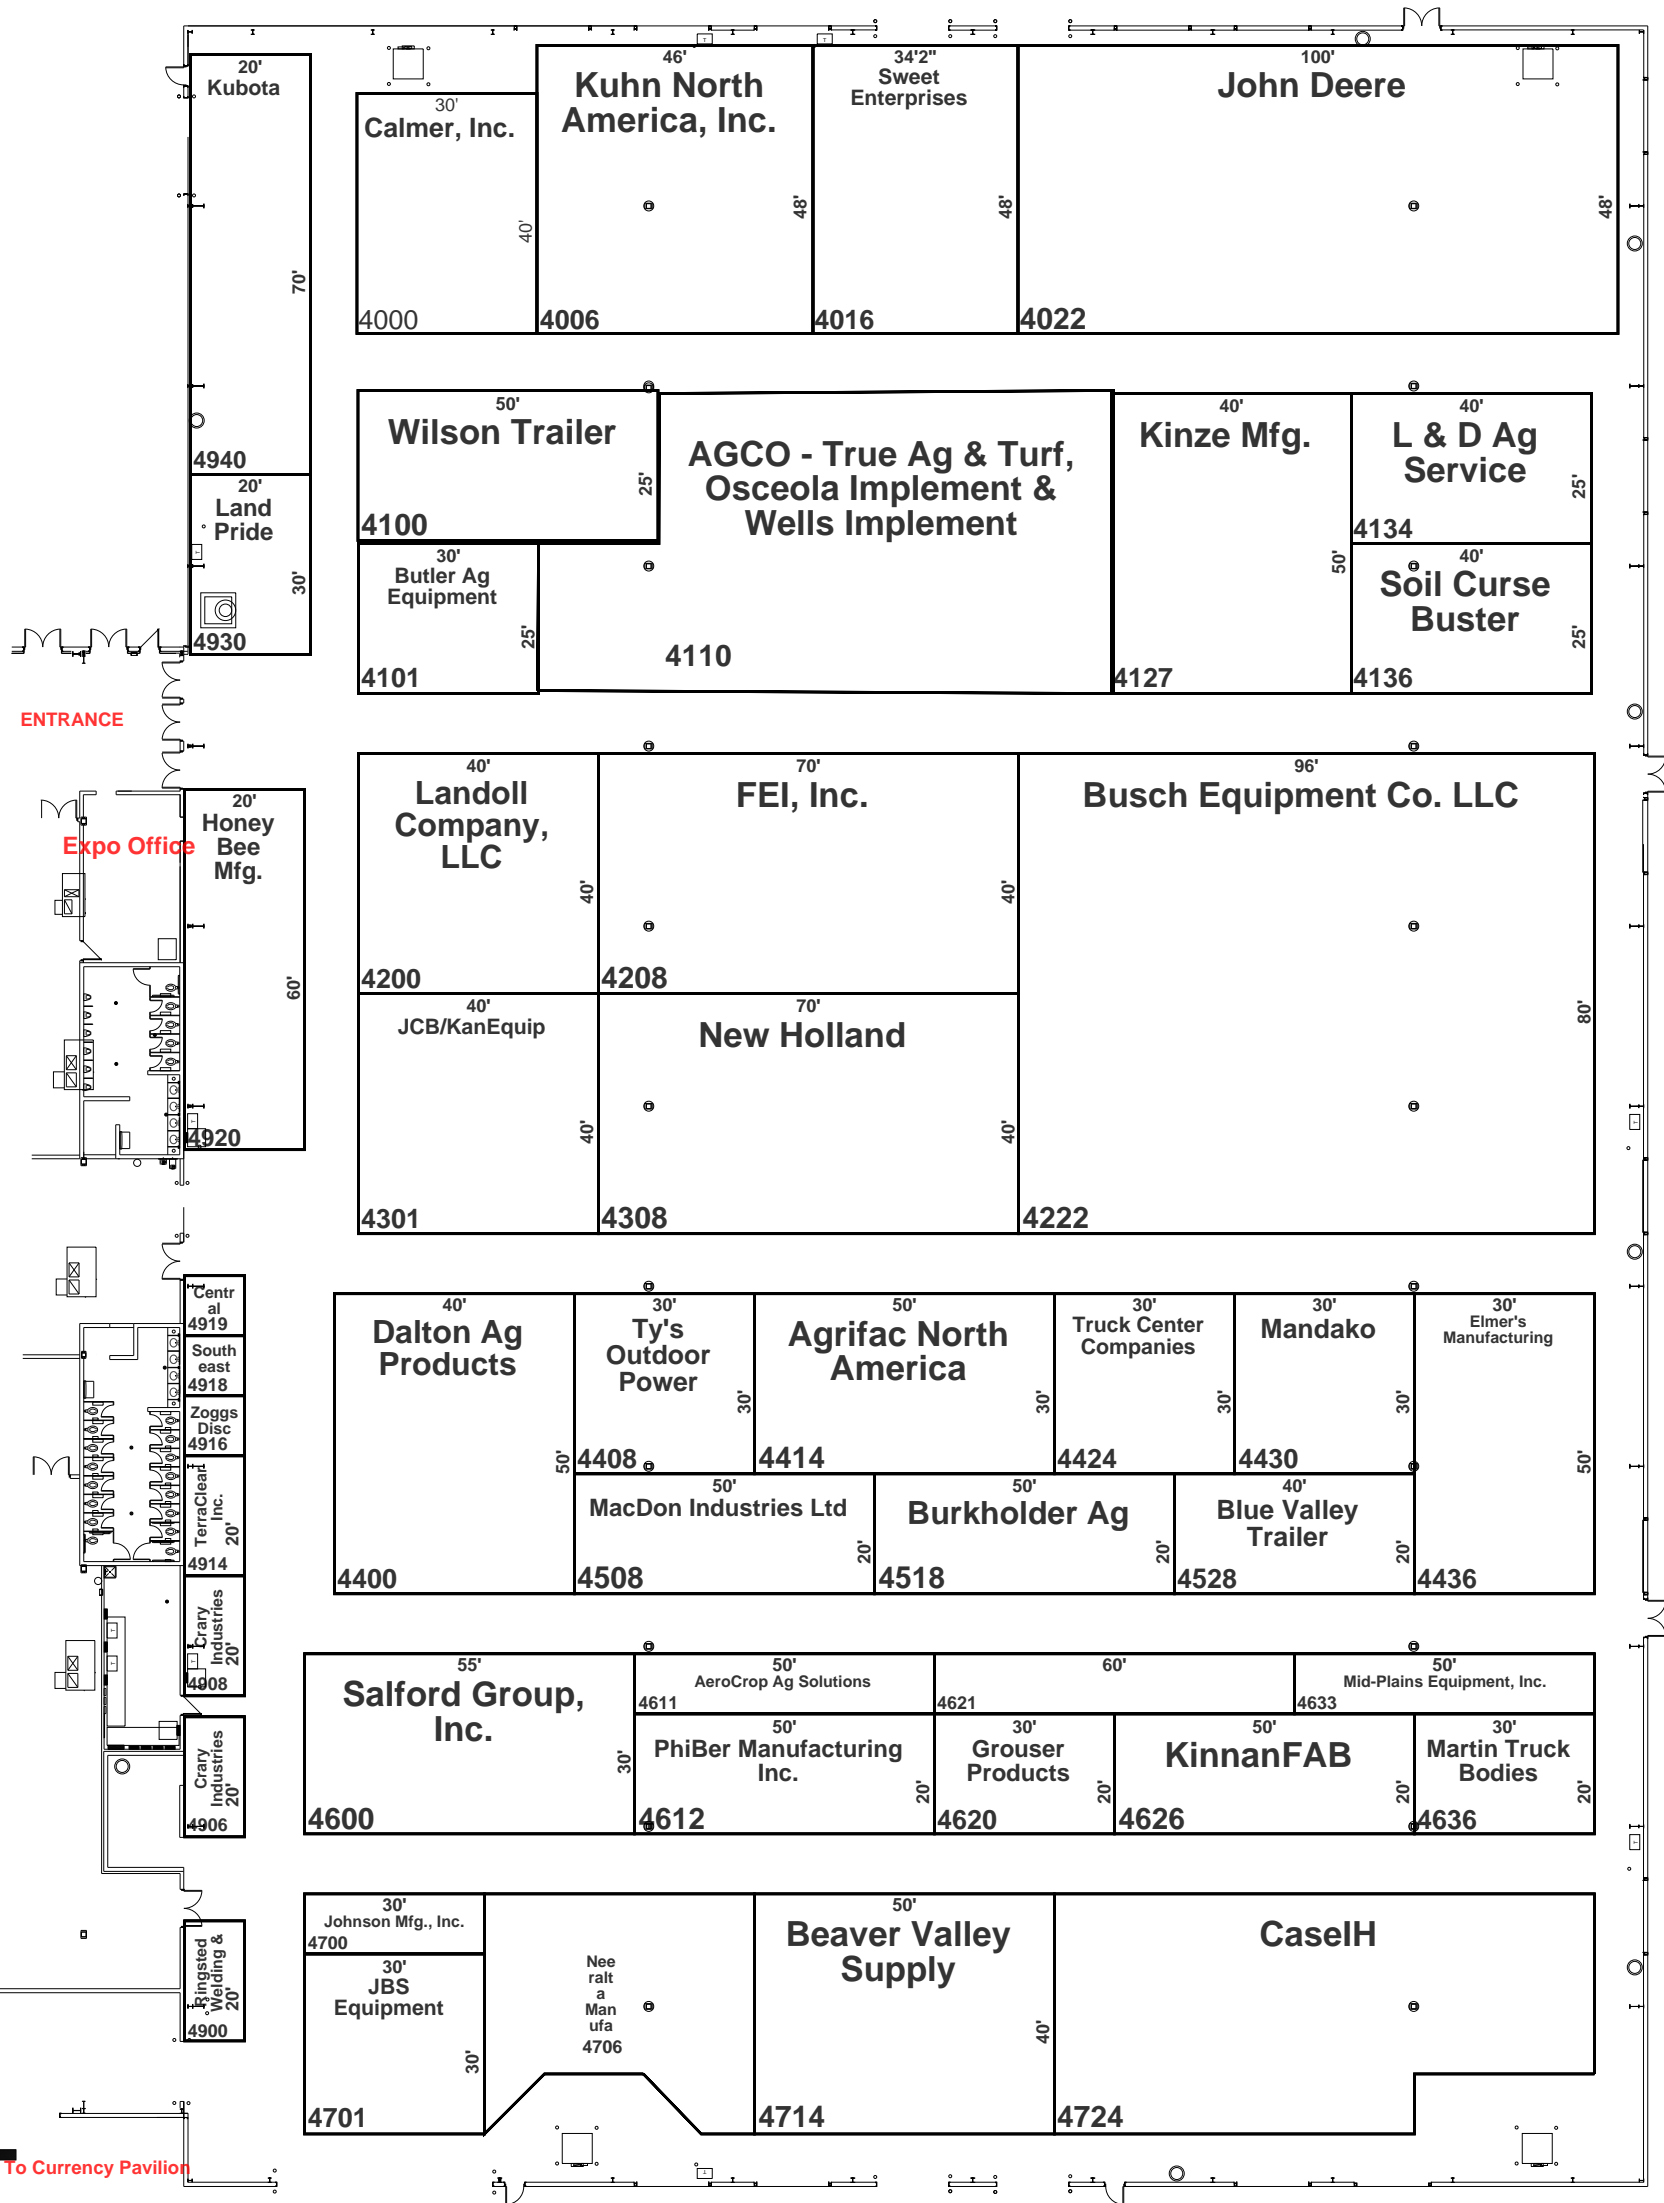 20'
Kubota
70'
4940
20'
Land
Pride
30'
4930
30'
Calmer, Inc.
40'
4000
46'
Kuhn North
America, Inc.
48'
4006
34'2"
Sweet
Enterprises
48'
4016
100'
John Deere
48'
4022
50'
Wilson Trailer
25'
4100
30'
Butler Ag
Equipment
25'
4101
AGCO - True Ag & Turf,
Osceola Implement &
Wells Implement
4110
40'
Kinze Mfg.
50'
4127
40'
L & D Ag
Service
25'
4134
40'
Soil Curse
Buster
25'
4136
ENTRANCE
Expo Office
20'
Honey
Bee
Mfg.
60'
4920
40'
Landoll
Company,
LLC
40'
4200
70'
FEI, Inc.
40'
4208
96'
Busch Equipment Co. LLC
80'
4222
40'
JCB/KanEquip
40'
4301
70'
New Holland
40'
4308
Centr
al
4919
South
east
4918
Zoggs
Disc
4916
TerraClear
Inc.
20'
4914
Crary
Industries
20'
4908
Crary
Industries
20'
4906
Ringsted
Welding &
20'
4900
40'
Dalton Ag
Products
50'
4400
30'
Ty's
Outdoor
Power
30'
4408
50'
Agrifac North
America
30'
4414
30'
Truck Center
Companies
30'
4424
30'
Mandako
30'
4430
30'
Elmer's
Manufacturing
50'
4436
50'
MacDon Industries Ltd
20'
4508
50'
Burkholder Ag
20'
4518
40'
Blue Valley
Trailer
20'
4528
55'
Salford Group,
Inc.
30'
4600
50'
AeroCrop Ag Solutions
4611
60'
4621
50'
Mid-Plains Equipment, Inc.
4633
50'
PhiBer Manufacturing
Inc.
20'
4612
30'
Grouser
Products
20'
4620
50'
KinnanFAB
20'
4626
30'
Martin Truck
Bodies
20'
4636
30'
Johnson Mfg., Inc.
4700
30'
JBS
Equipment
30'
4701
Nee
ralt
a
Man
ufa
4706
50'
Beaver Valley
Supply
40'
4714
CaseIH
4724
To Currency Pavilion